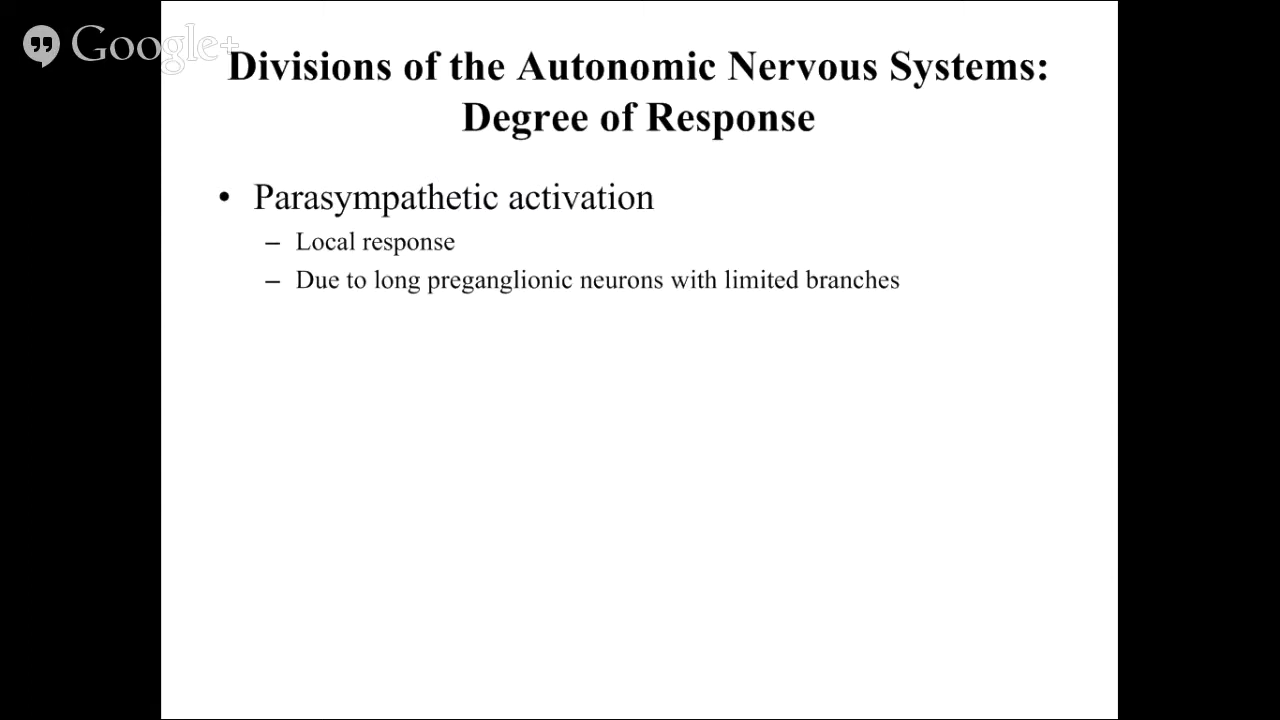 Google+
Divisions of the Autonomic Nervous Systems:
Degree of Response
• Parasympathetic activation
– Local response
– Due to long preganglionic neurons with limited branches